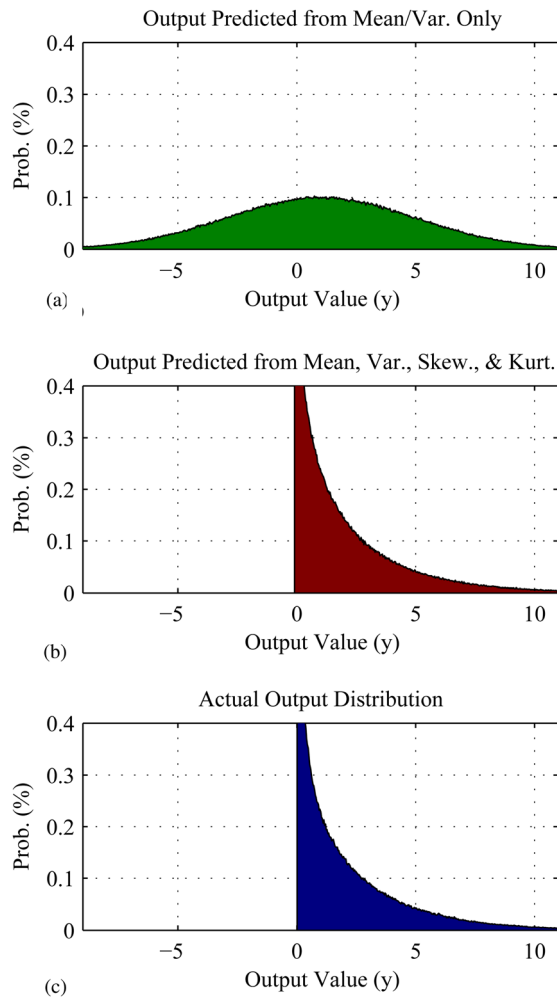 Output Predicted from Mean/Var. Only
0.4
0.3
0.2
0.1
0
Prob. (%)
−5 0 5 10
Output Value (y)
(a)
Output Predicted from Mean, Var., Skew., & Kurt.
0.4
0.3
0.2
0.1
0
Prob. (%)
−5 0 5 10
Output Value (y)
(b)
Actual Output Distribution
0.4
0.3
0.2
0.1
0
Prob. (%)
−5 0 5 10
Output Value (y)
(c)